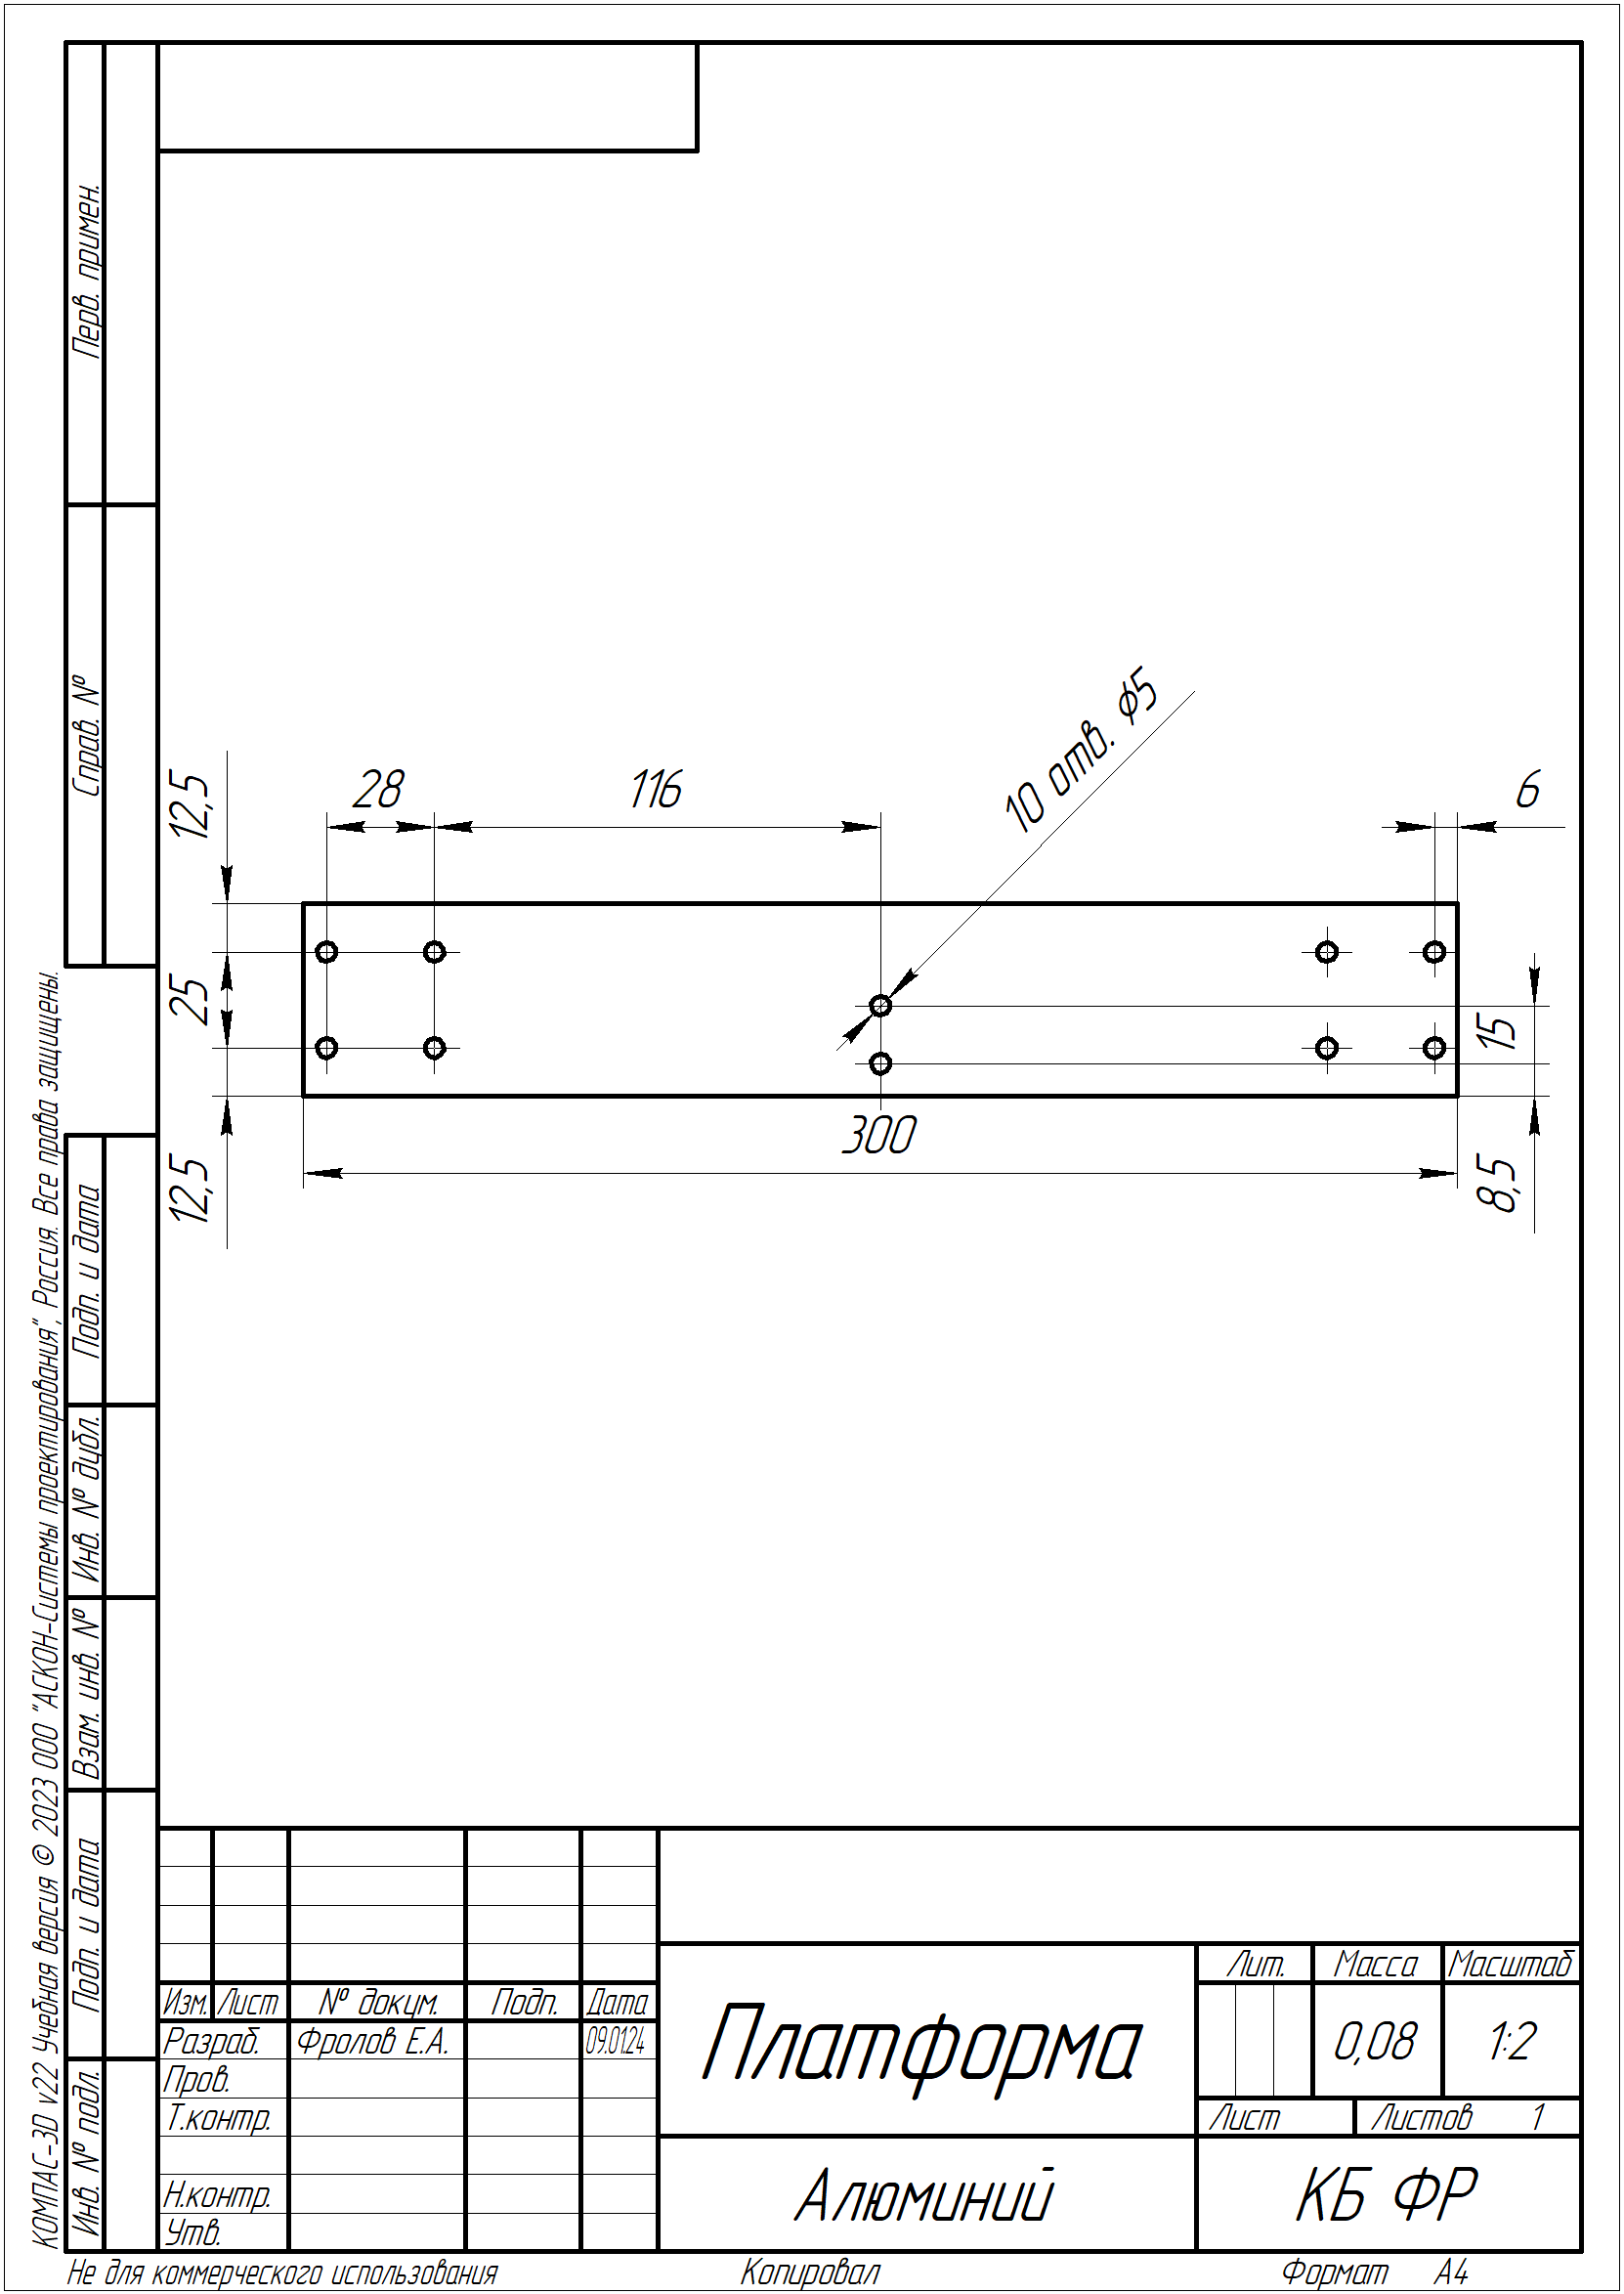 Перв. примен.
Справ. №
Подп. и дата
Инв. № дубл.
Взам. инв. №
Подп. и дата
Инв. № подл.
КОМПАС-3D v22 Учебная версия © 2023 ООО "АСКОН-Системы проектирования", Россия. Все права защищены.
10 отв. ϕ5
12,5
28
116
6
25
15
300
12,5
8,5
Лит. Масса Масштаб
Изм. Лист № докум. Подп. Дата
Платформа
0,08 1:2
Разраб. Фролов Е.А. 09.01.24
Пров.
Т.контр.
Лист Листов 1
Н.контр.
Утв.
Алюминий
КБ ФР
Не для коммерческого использования Копировал Формат А4